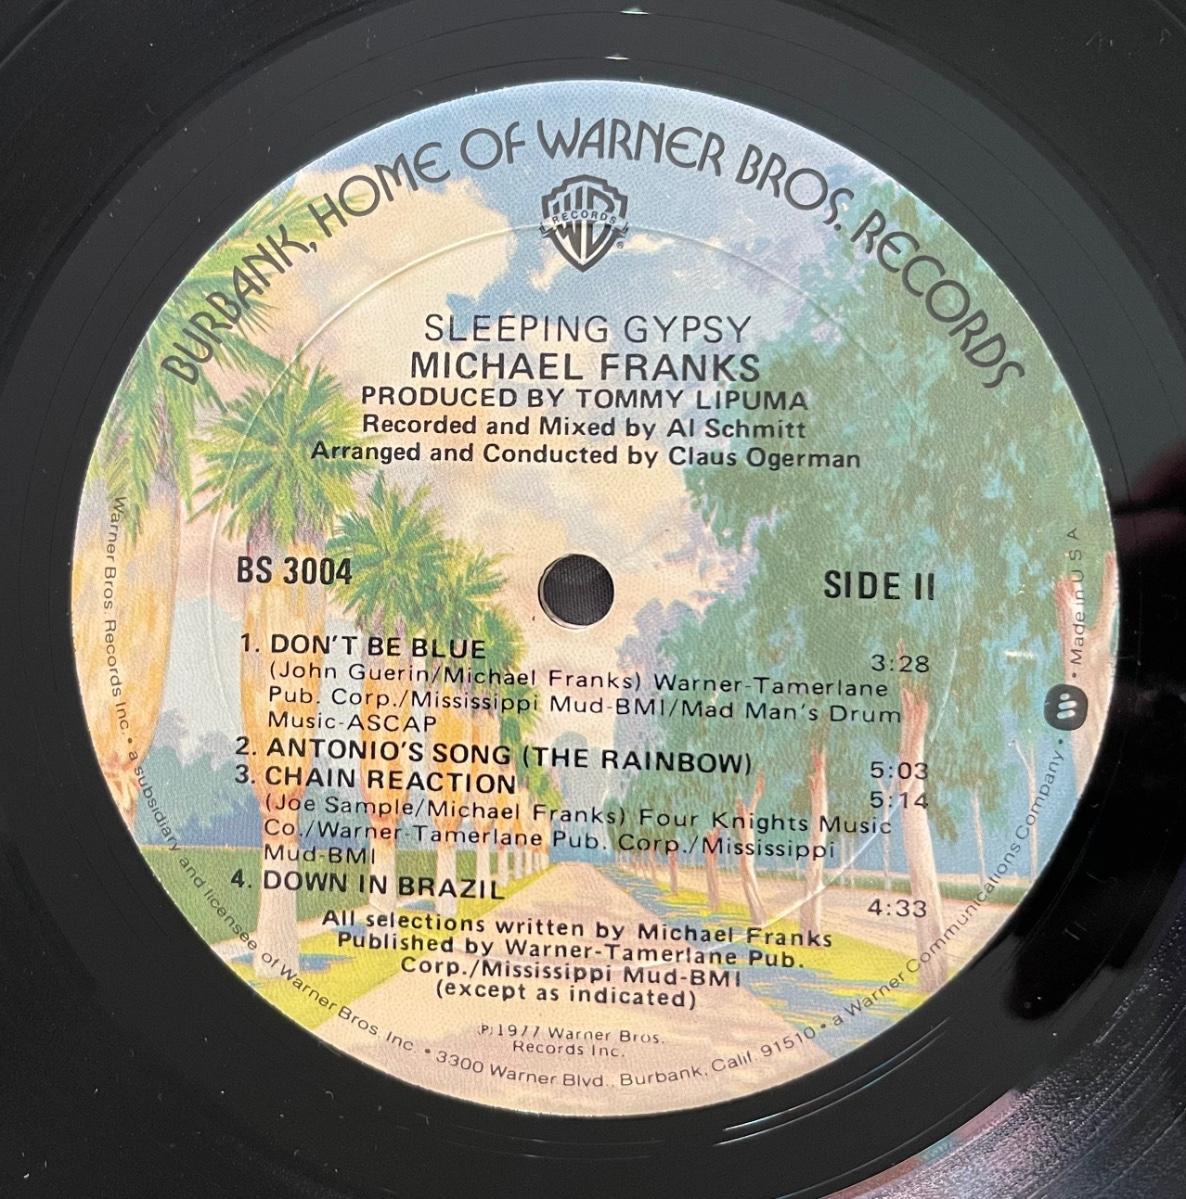 BURBANK, HOME OF WARNER BROS. RECORDS
RECORDS
SLEEPING GYPSY
MICHAEL FRANKS
PRODUCED BY TOMMY LIPUMA
Recorded and Mixed by Al Schmitt
Arranged and Conducted by Claus Ogerman
BS 3004
SIDE II
1. DON'T BE BLUE 3:28
(John Guerin/Michael Franks) Warner-Tamerlane
Pub. Corp./Mississippi Mud-BMI/Mad Man's Drum
Music-ASCAP
2. ANTONIO'S SONG (THE RAINBOW) 5:03
3. CHAIN REACTION 5:14
(Joe Sample/Michael Franks) Four Knights Music
Co./Warner-Tamerlane Pub. Corp./Mississippi
Mud-BMI
4. DOWN IN BRAZIL 4:33
All selections written by Michael Franks
Published by Warner-Tamerlane Pub.
Corp./Mississippi Mud-BMI
(except as indicated)
℗ 1977 Warner Bros.
Records Inc.
Warner Bros. Records Inc. • a subsidiary and licensee of Warner Bros. Inc • 3300 Warner Blvd., Burbank, Calif. 91510 • a Warner Communications Company • • Made in U S A